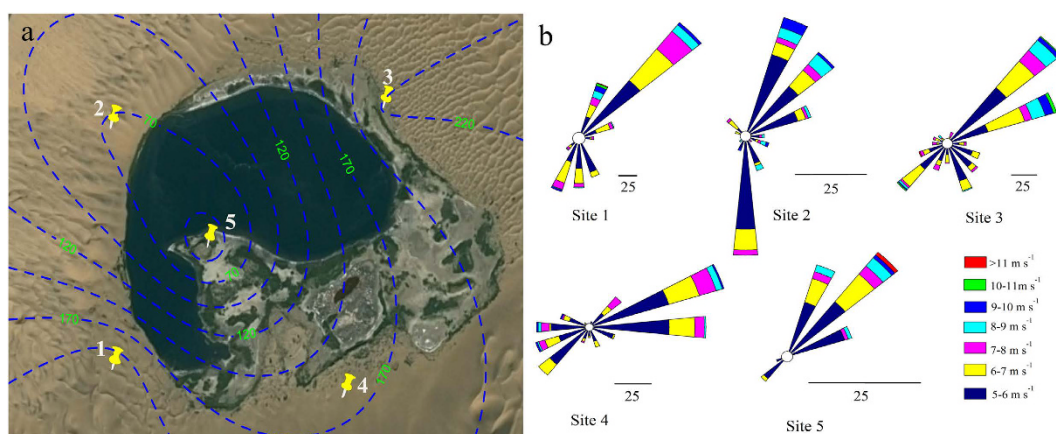 a
b
1
2
3
4
5
70
120
170
220
170
120
170
25
Site 1
25
Site 2
25
Site 3
25
Site 4
25
Site 5
>11 m s⁻¹
10-11m s⁻¹
9-10 m s⁻¹
8-9 m s⁻¹
7-8 m s⁻¹
6-7 m s⁻¹
5-6 m s⁻¹